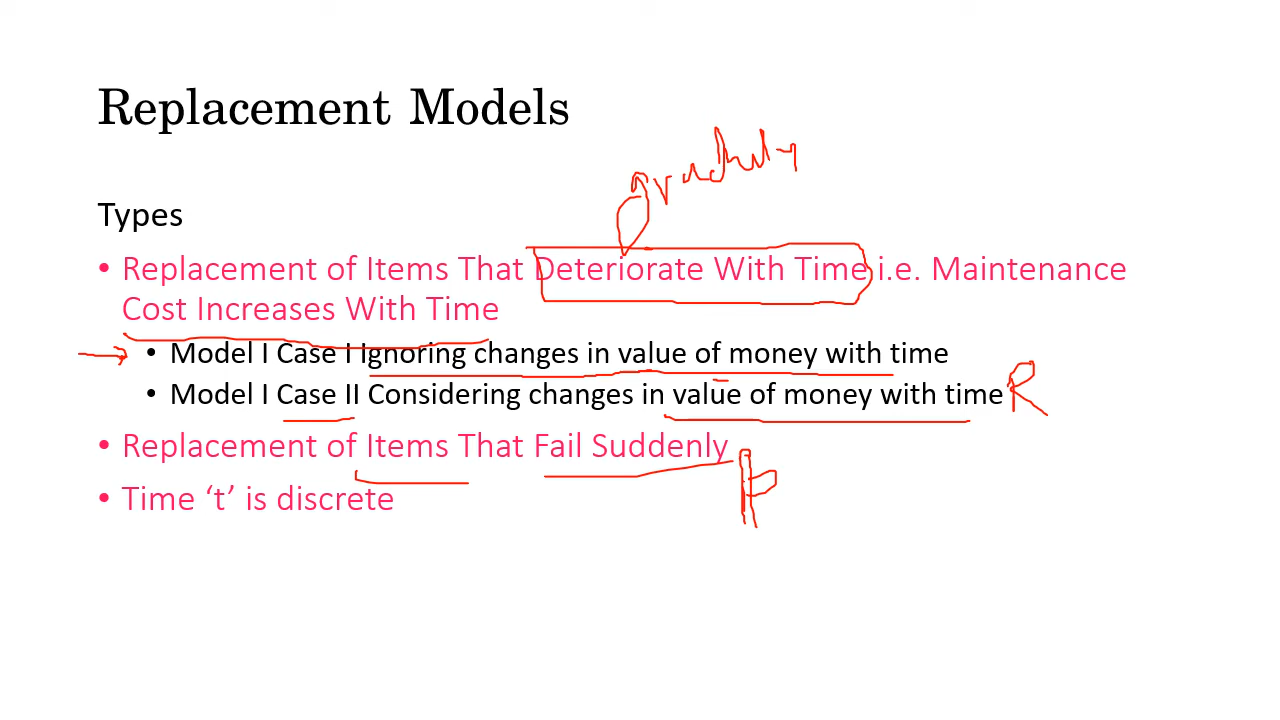 Replacement Models
gradully
Types
• Replacement of Items That Deteriorate With Time i.e. Maintenance
Cost Increases With Time
• Model I Case I Ignoring changes in value of money with time
• Model I Case II Considering changes in value of money with time R
• Replacement of Items That Fail Suddenly
• Time ‘t’ is discrete